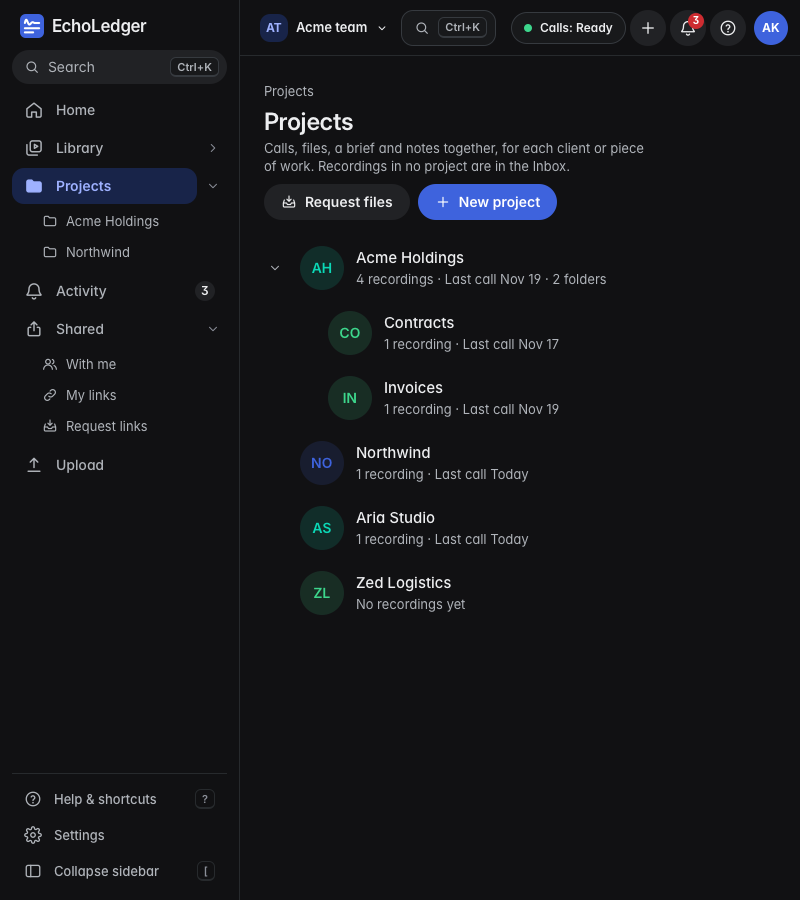 EchoLedger
Search Ctrl+K
Home
Library
Projects
Acme Holdings
Northwind
Activity 3
Shared
With me
My links
Request links
Upload
Help & shortcuts ?
Settings
Collapse sidebar [
AT Acme team Ctrl+K Calls: Ready 3 AK
Projects
Projects
Calls, files, a brief and notes together, for each client or piece
of work. Recordings in no project are in the Inbox.
Request files New project
AH Acme Holdings
4 recordings · Last call Nov 19 · 2 folders
CO Contracts
1 recording · Last call Nov 17
IN Invoices
1 recording · Last call Nov 19
NO Northwind
1 recording · Last call Today
AS Aria Studio
1 recording · Last call Today
ZL Zed Logistics
No recordings yet